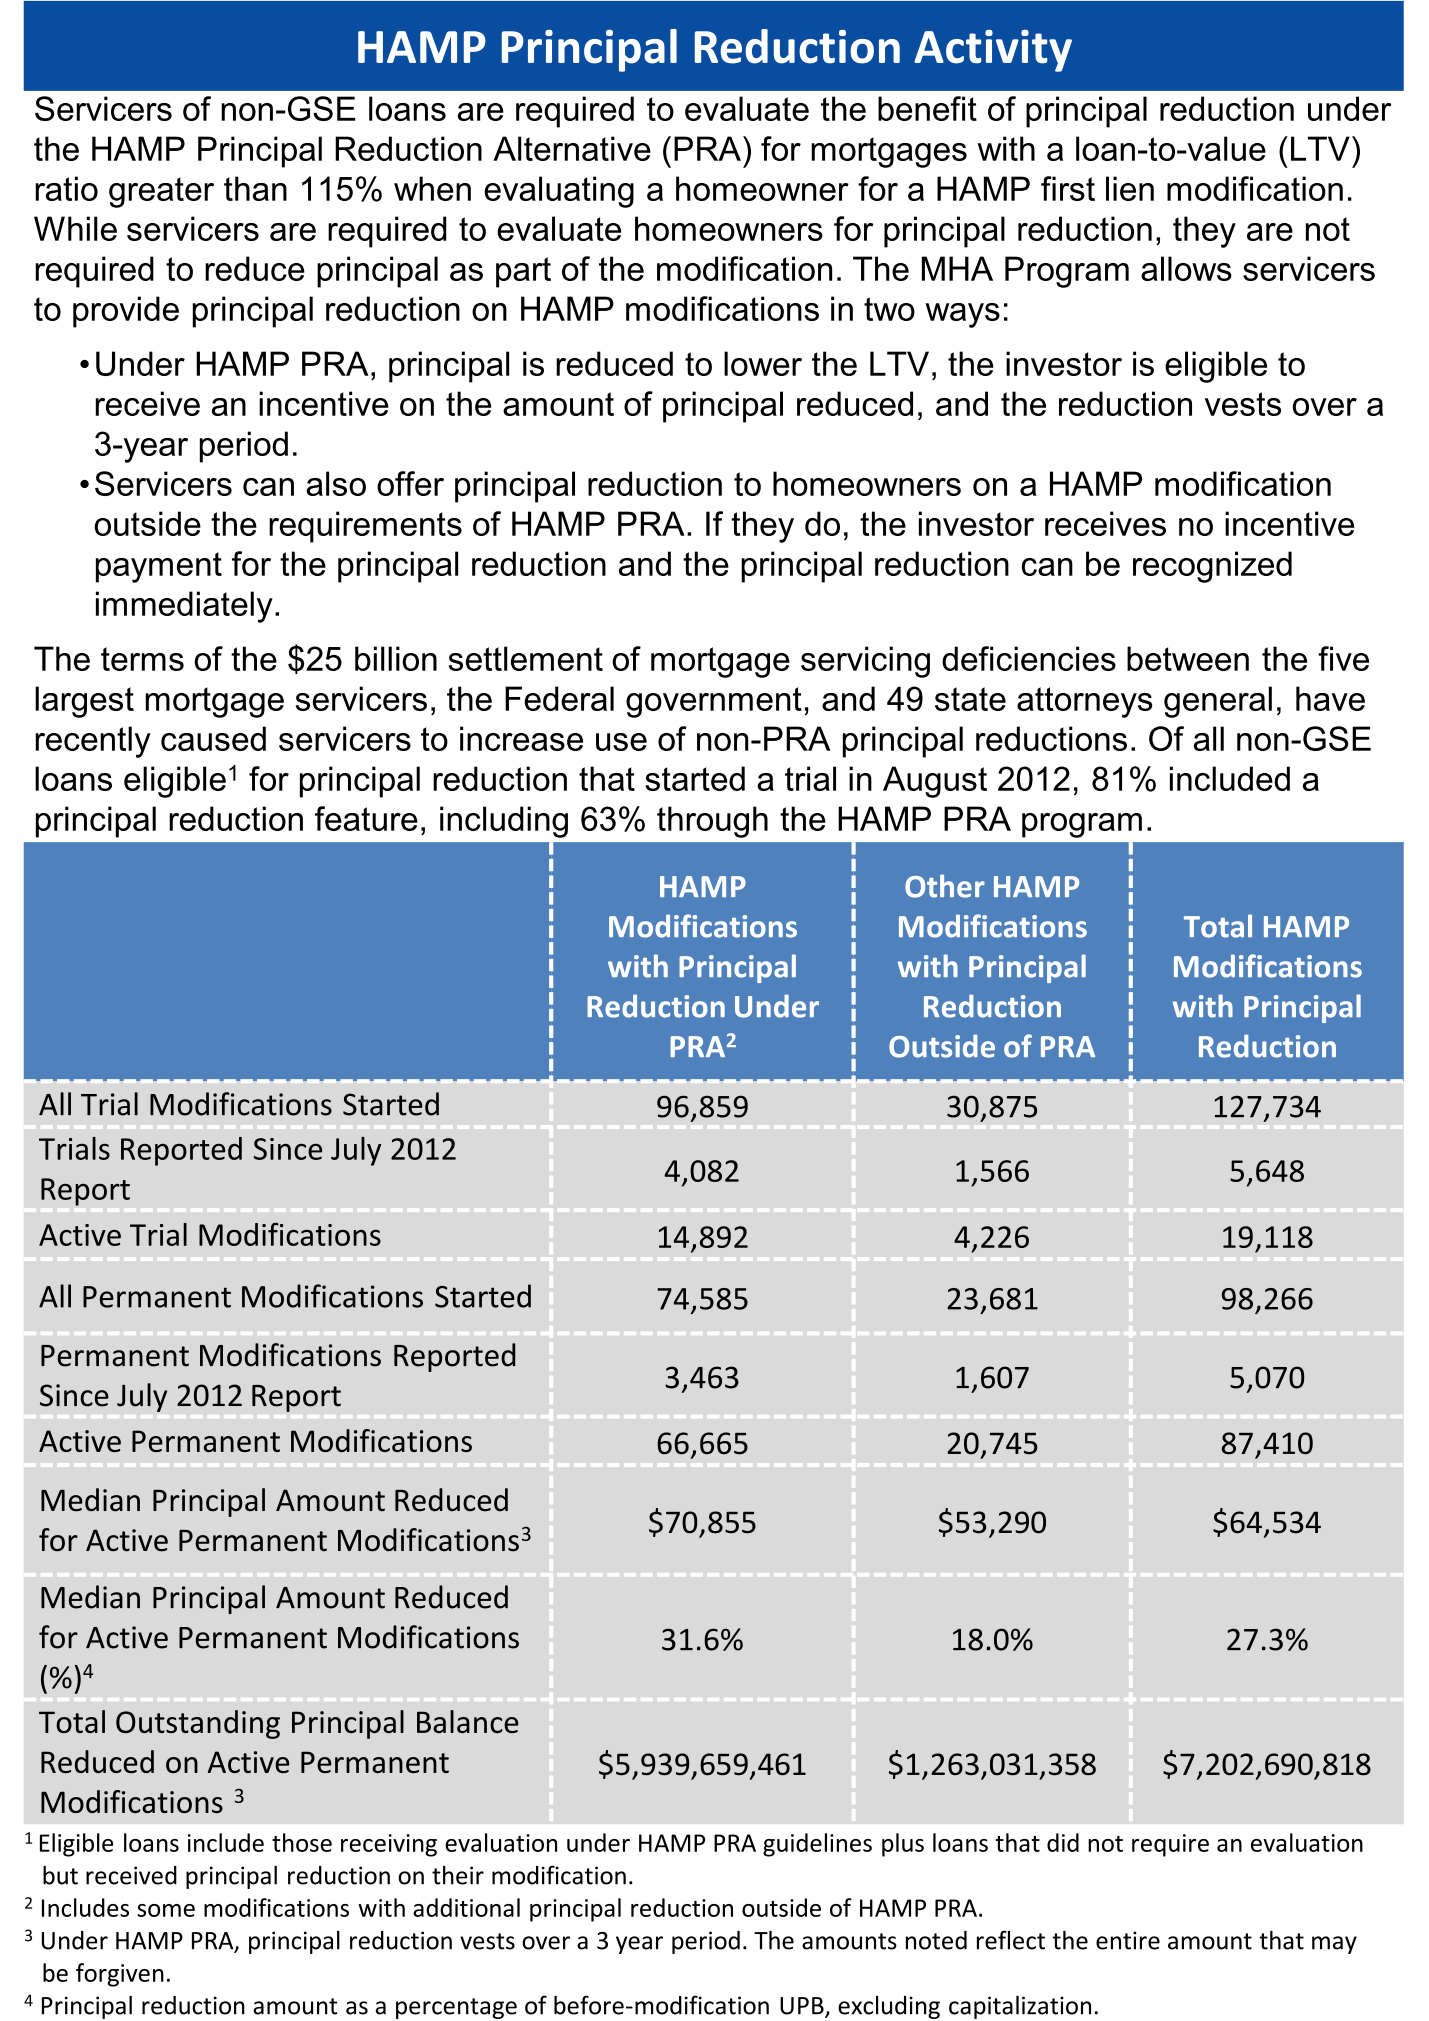 HAMP Principal Reduction Activity
Servicers of non-GSE loans are required to evaluate the benefit of principal reduction under
the HAMP Principal Reduction Alternative (PRA) for mortgages with a loan-to-value (LTV)
ratio greater than 115% when evaluating a homeowner for a HAMP first lien modification.
While servicers are required to evaluate homeowners for principal reduction, they are not
required to reduce principal as part of the modification. The MHA Program allows servicers
to provide principal reduction on HAMP modifications in two ways:
•Under HAMP PRA, principal is reduced to lower the LTV, the investor is eligible to
receive an incentive on the amount of principal reduced, and the reduction vests over a
3-year period.
•Servicers can also offer principal reduction to homeowners on a HAMP modification
outside the requirements of HAMP PRA. If they do, the investor receives no incentive
payment for the principal reduction and the principal reduction can be recognized
immediately.
The terms of the $25 billion settlement of mortgage servicing deficiencies between the five
largest mortgage servicers, the Federal government, and 49 state attorneys general, have
recently caused servicers to increase use of non-PRA principal reductions. Of all non-GSE
loans eligible¹ for principal reduction that started a trial in August 2012, 81% included a
principal reduction feature, including 63% through the HAMP PRA program.
HAMP
Modifications
with Principal
Reduction Under
PRA²
Other HAMP
Modifications
with Principal
Reduction
Outside of PRA
Total HAMP
Modifications
with Principal
Reduction
All Trial Modifications Started 96,859 30,875 127,734
Trials Reported Since July 2012
Report 4,082 1,566 5,648
Active Trial Modifications 14,892 4,226 19,118
All Permanent Modifications Started 74,585 23,681 98,266
Permanent Modifications Reported
Since July 2012 Report 3,463 1,607 5,070
Active Permanent Modifications 66,665 20,745 87,410
Median Principal Amount Reduced
for Active Permanent Modifications³ $70,855 $53,290 $64,534
Median Principal Amount Reduced
for Active Permanent Modifications
(%)⁴ 31.6% 18.0% 27.3%
Total Outstanding Principal Balance
Reduced on Active Permanent
Modifications ³ $5,939,659,461 $1,263,031,358 $7,202,690,818
¹ Eligible loans include those receiving evaluation under HAMP PRA guidelines plus loans that did not require an evaluation
but received principal reduction on their modification.
² Includes some modifications with additional principal reduction outside of HAMP PRA.
³ Under HAMP PRA, principal reduction vests over a 3 year period. The amounts noted reflect the entire amount that may
be forgiven.
⁴ Principal reduction amount as a percentage of before-modification UPB, excluding capitalization.